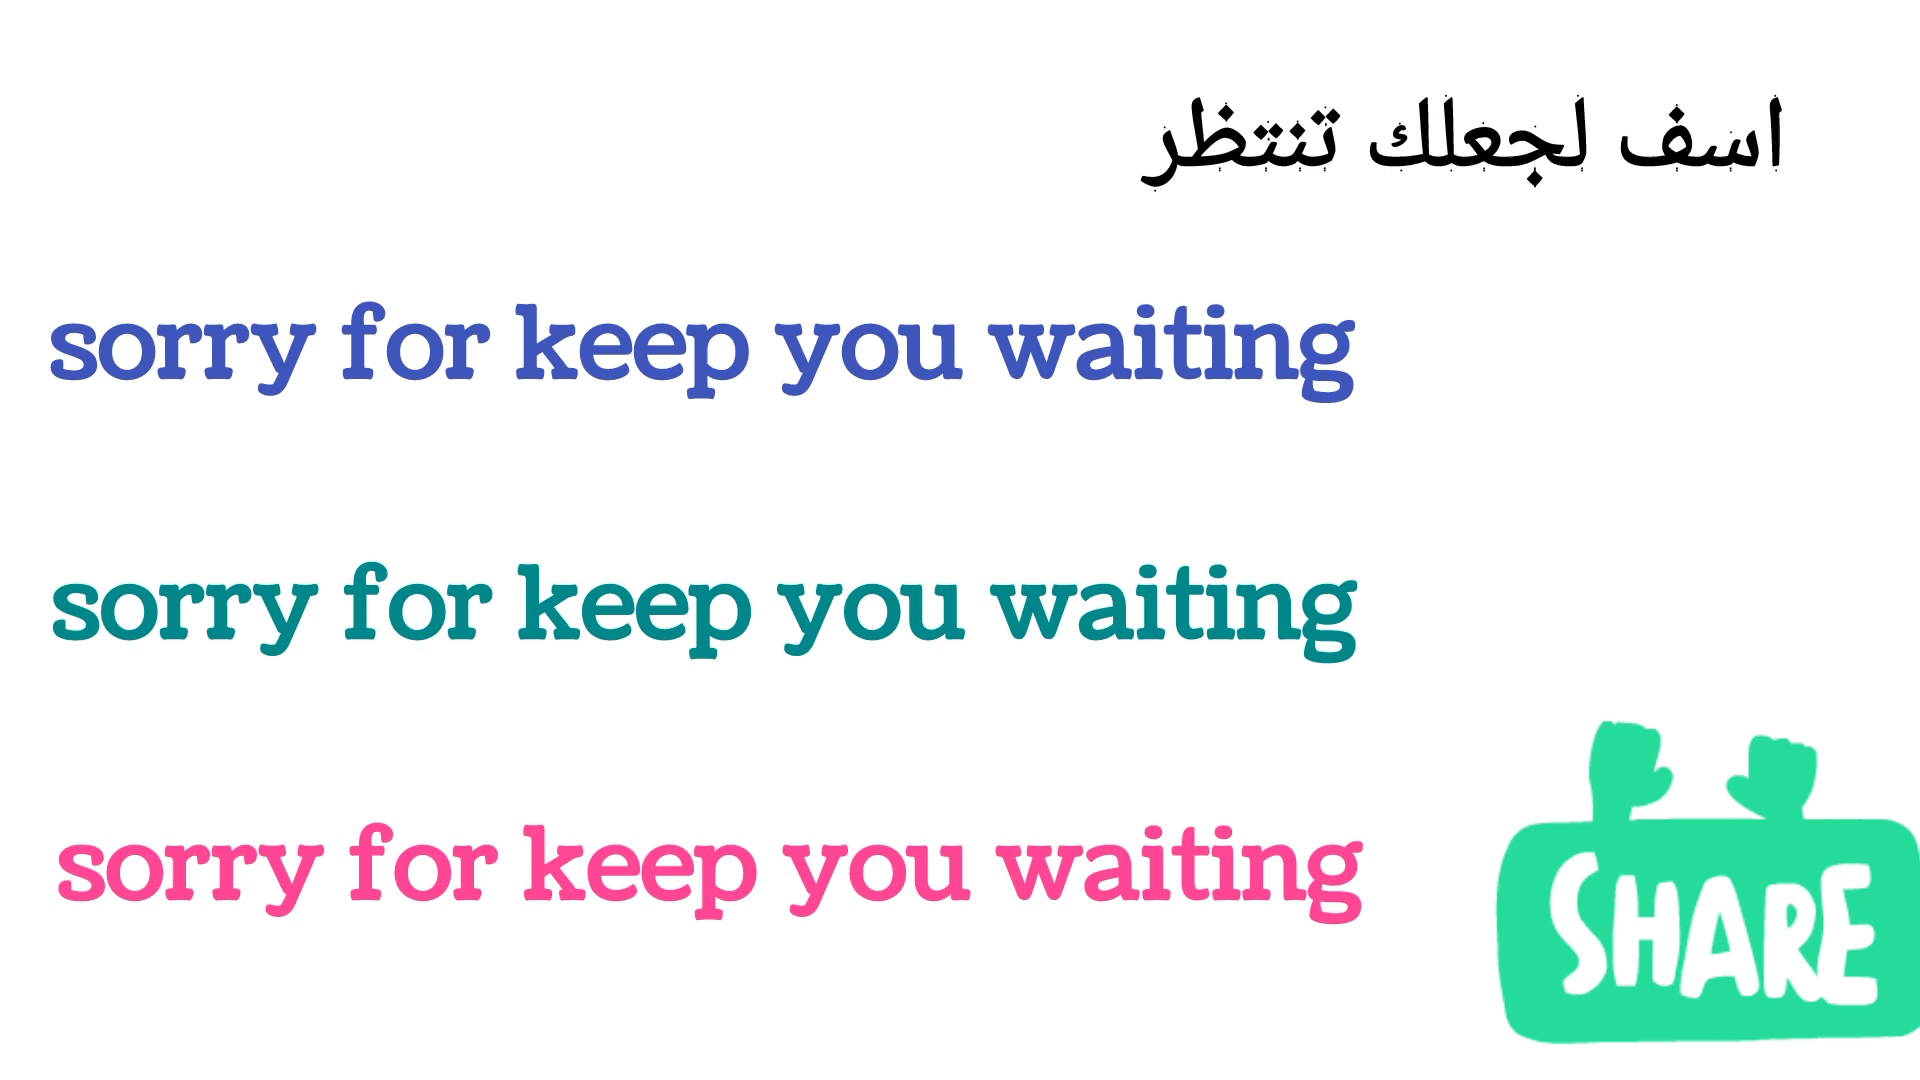 اسف لجعلك تنتظر
sorry for keep you waiting
sorry for keep you waiting
sorry for keep you waiting
SHARE